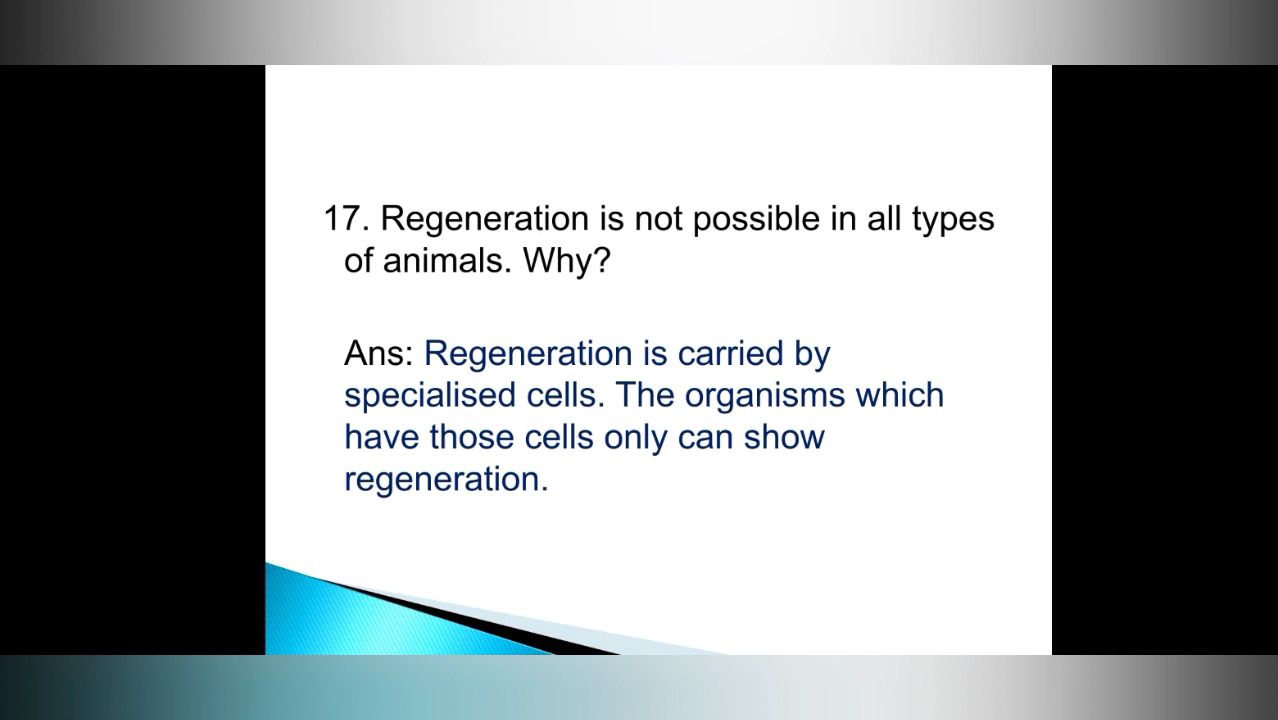 17. Regeneration is not possible in all types
of animals. Why?
Ans: Regeneration is carried by
specialised cells. The organisms which
have those cells only can show
regeneration.